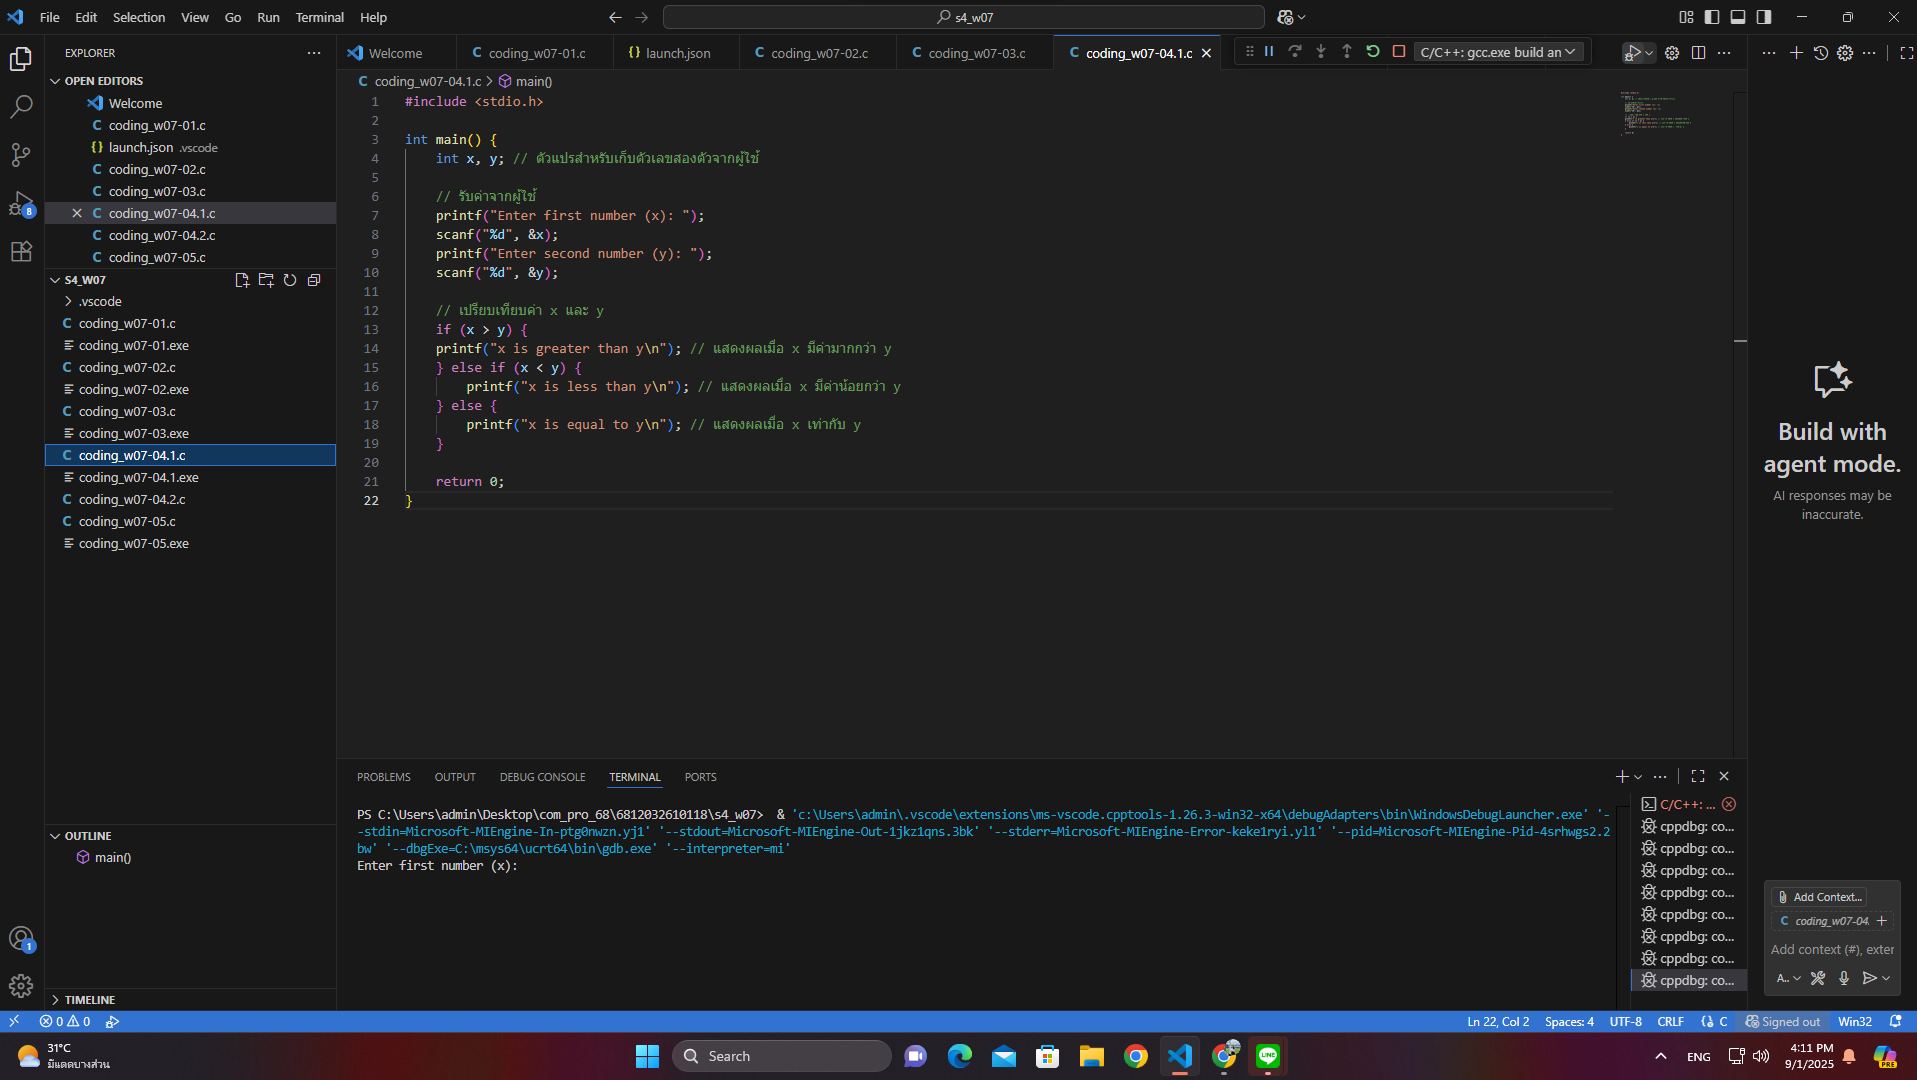 File Edit Selection View Go Run Terminal Help
s4_w07
EXPLORER
OPEN EDITORS
Welcome
coding_w07-01.c
launch.json .vscode
coding_w07-02.c
coding_w07-03.c
coding_w07-04.1.c
coding_w07-04.2.c
coding_w07-05.c
S4_W07
.vscode
coding_w07-01.c
coding_w07-01.exe
coding_w07-02.c
coding_w07-02.exe
coding_w07-03.c
coding_w07-03.exe
coding_w07-04.1.c
coding_w07-04.1.exe
coding_w07-04.2.c
coding_w07-05.c
coding_w07-05.exe
OUTLINE
main()
TIMELINE
Welcome
coding_w07-01.c
launch.json
coding_w07-02.c
coding_w07-03.c
coding_w07-04.1.c
C/C++: gcc.exe build an
coding_w07-04.1.c > main()
1 #include <stdio.h>
2
3 int main() {
4 int x, y; // ตัวแปรสำหรับเก็บตัวเลขสองตัวจากผู้ใช้
5
6 // รับค่าจากผู้ใช้
7 printf("Enter first number (x): ");
8 scanf("%d", &x);
9 printf("Enter second number (y): ");
10 scanf("%d", &y);
11
12 // เปรียบเทียบค่า x และ y
13 if (x > y) {
14 printf("x is greater than y\n"); // แสดงผลเมื่อ x มีค่ามากกว่า y
15 } else if (x < y) {
16 printf("x is less than y\n"); // แสดงผลเมื่อ x มีค่าน้อยกว่า y
17 } else {
18 printf("x is equal to y\n"); // แสดงผลเมื่อ x เท่ากับ y
19 }
20
21 return 0;
22 }
PROBLEMS OUTPUT DEBUG CONSOLE TERMINAL PORTS
PS C:\Users\admin\Desktop\com_pro_68\6812032610118\s4_w07> & 'c:\Users\admin\.vscode\extensions\ms-vscode.cpptools-1.26.3-win32-x64\debugAdapters\bin\WindowsDebugLauncher.exe' '-
-stdin=Microsoft-MIEngine-In-ptg0nwzn.yj1' '--stdout=Microsoft-MIEngine-Out-1jkz1qns.3bk' '--stderr=Microsoft-MIEngine-Error-keke1ryi.yl1' '--pid=Microsoft-MIEngine-Pid-4srhwgs2.2
bw' '--dbgExe=C:\msys64\ucrt64\bin\gdb.exe' '--interpreter=mi'
Enter first number (x):
C/C++: ...
cppdbg: co...
cppdbg: co...
cppdbg: co...
cppdbg: co...
cppdbg: co...
cppdbg: co...
cppdbg: co...
cppdbg: co...
Build with
agent mode.
AI responses may be
inaccurate.
Add Context...
coding_w07-04.
Add context (#), exter
A..
8
1
0 0
Ln 22, Col 2 Spaces: 4 UTF-8 CRLF C Signed out Win32
31°C
มีแดดบางส่วน
Search
LINE
ENG
4:11 PM
9/1/2025
PRE